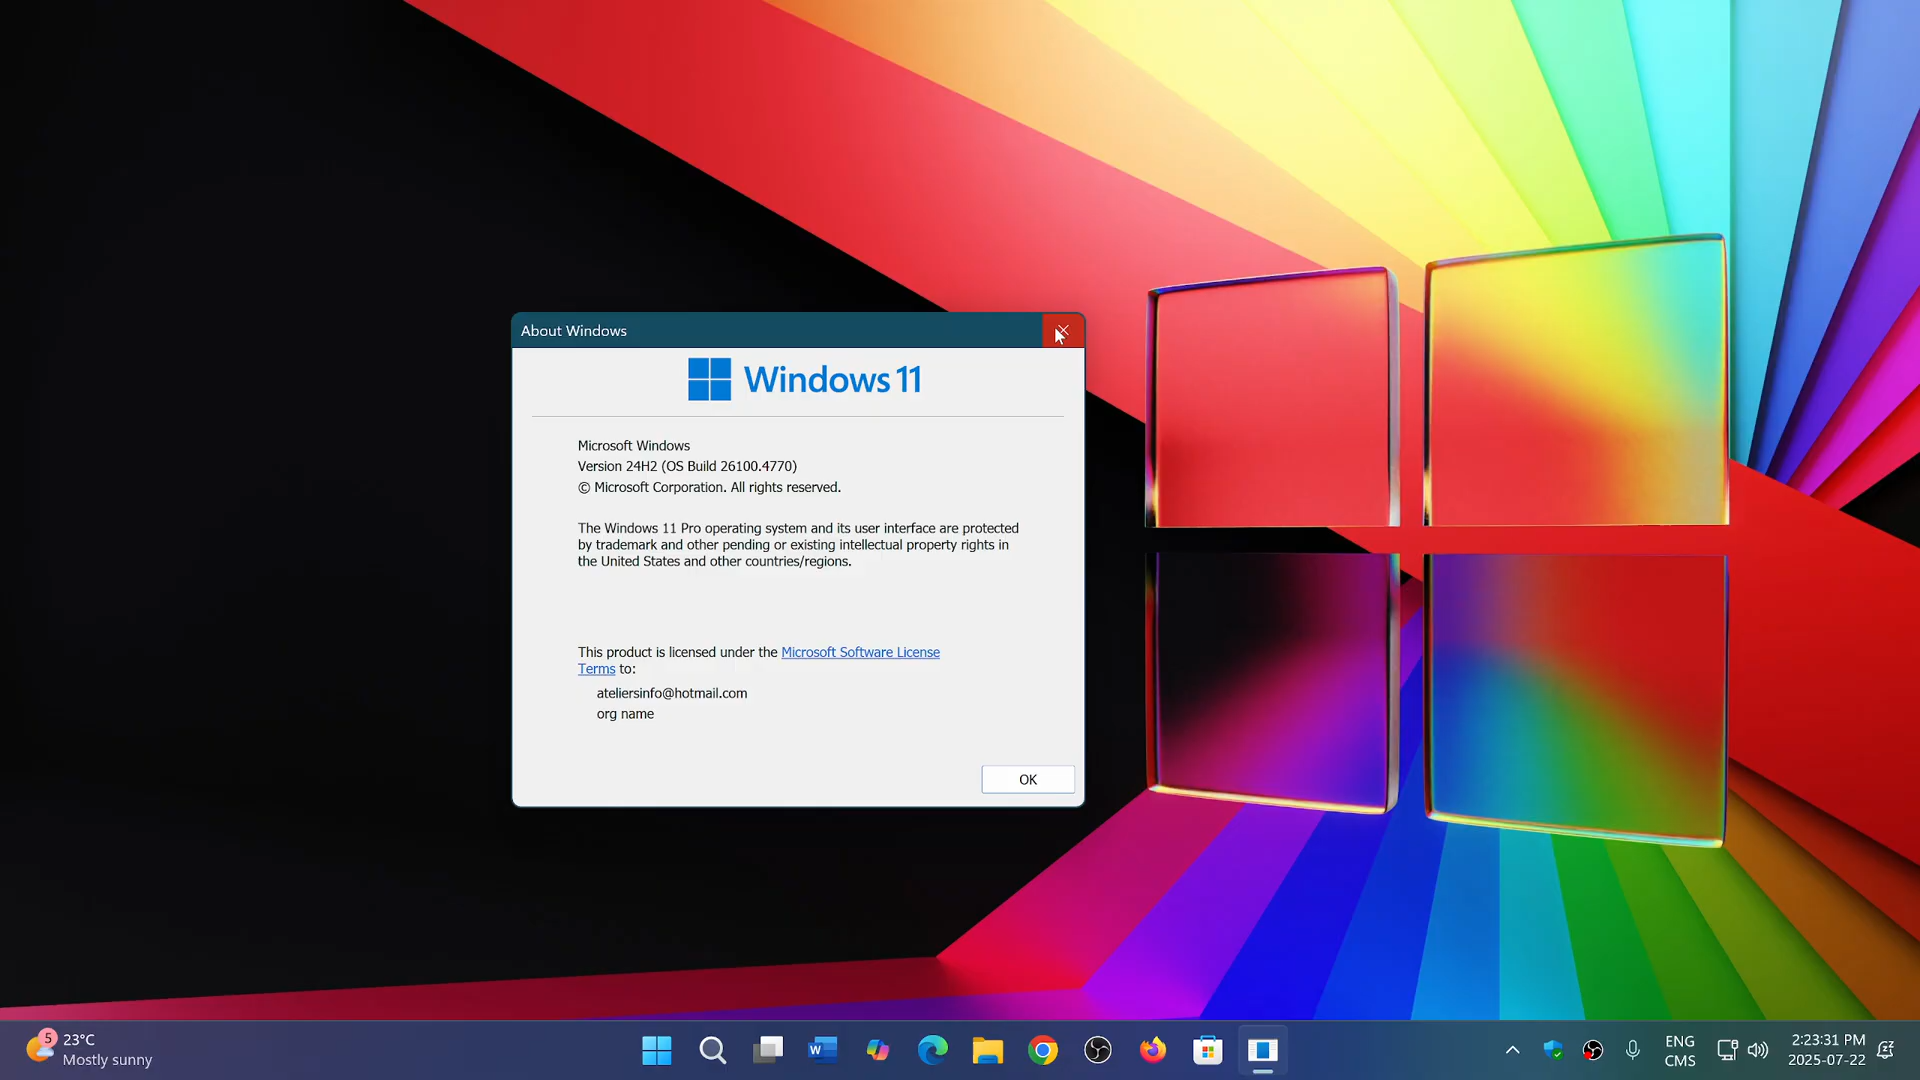 About Windows
Windows 11
Microsoft Windows
Version 24H2 (OS Build 26100.4770)
© Microsoft Corporation. All rights reserved.
The Windows 11 Pro operating system and its user interface are protected
by trademark and other pending or existing intellectual property rights in
the United States and other countries/regions.
This product is licensed under the Microsoft Software License
Terms to:
ateliersinfo@hotmail.com
org name
OK
5
23°C
Mostly sunny
W
ENG
CMS
2:23:31 PM
2025-07-22